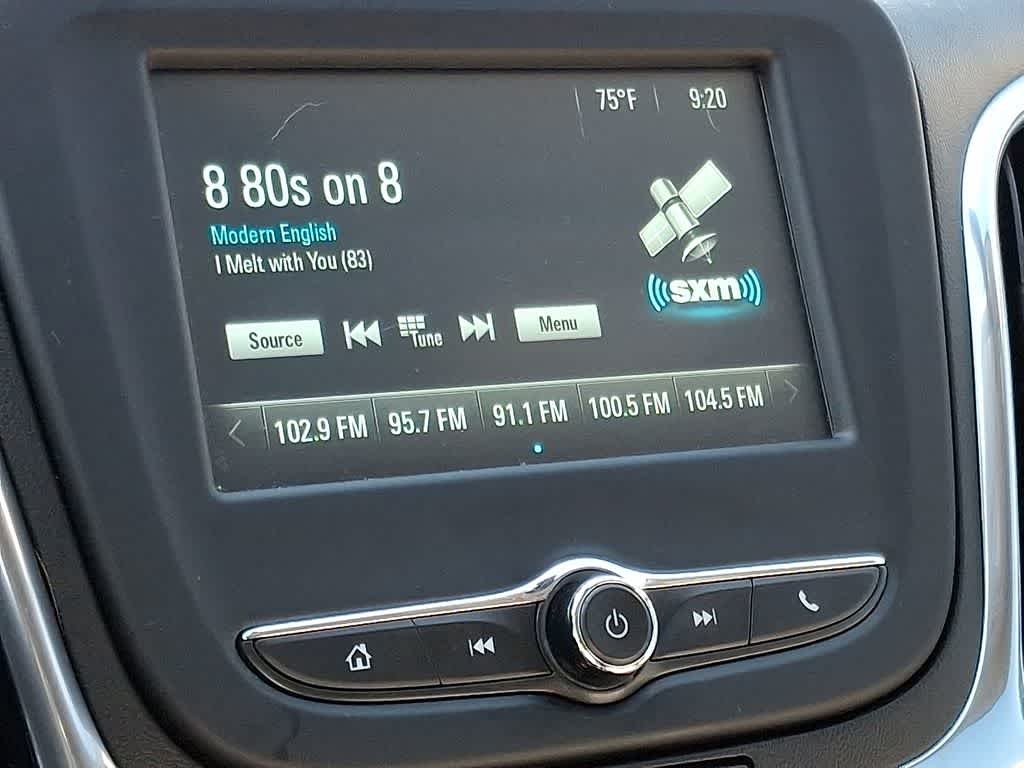 75°F 9:20
8 80s on 8
Modern English
I Melt with You (83)
sxm
Source Tune Menu
102.9 FM 95.7 FM 91.1 FM 100.5 FM 104.5 FM